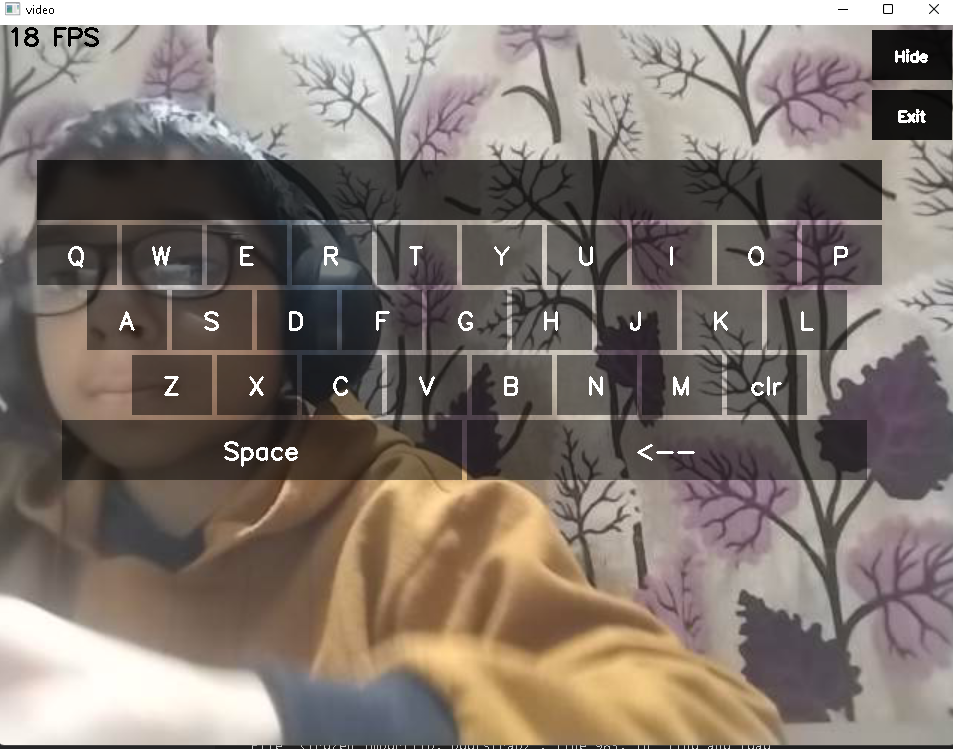 video
18 FPS
Hide
Exit
Q W E R T Y U I O P
A S D F G H J K L
Z X C V B N M clr
Space <--